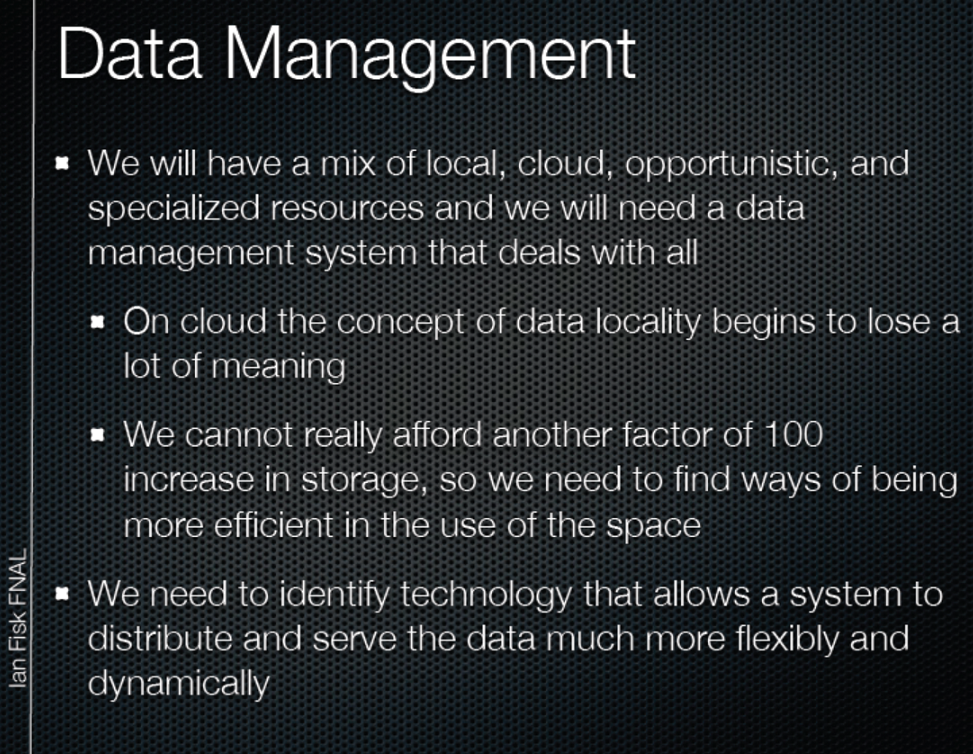 Data Management
We will have a mix of local, cloud, opportunistic, and
specialized resources and we will need a data
management system that deals with all
On cloud the concept of data locality begins to lose a
lot of meaning
We cannot really afford another factor of 100
increase in storage, so we need to find ways of being
more efficient in the use of the space
We need to identify technology that allows a system to
distribute and serve the data much more flexibly and
dynamically
Ian Fisk FNAL